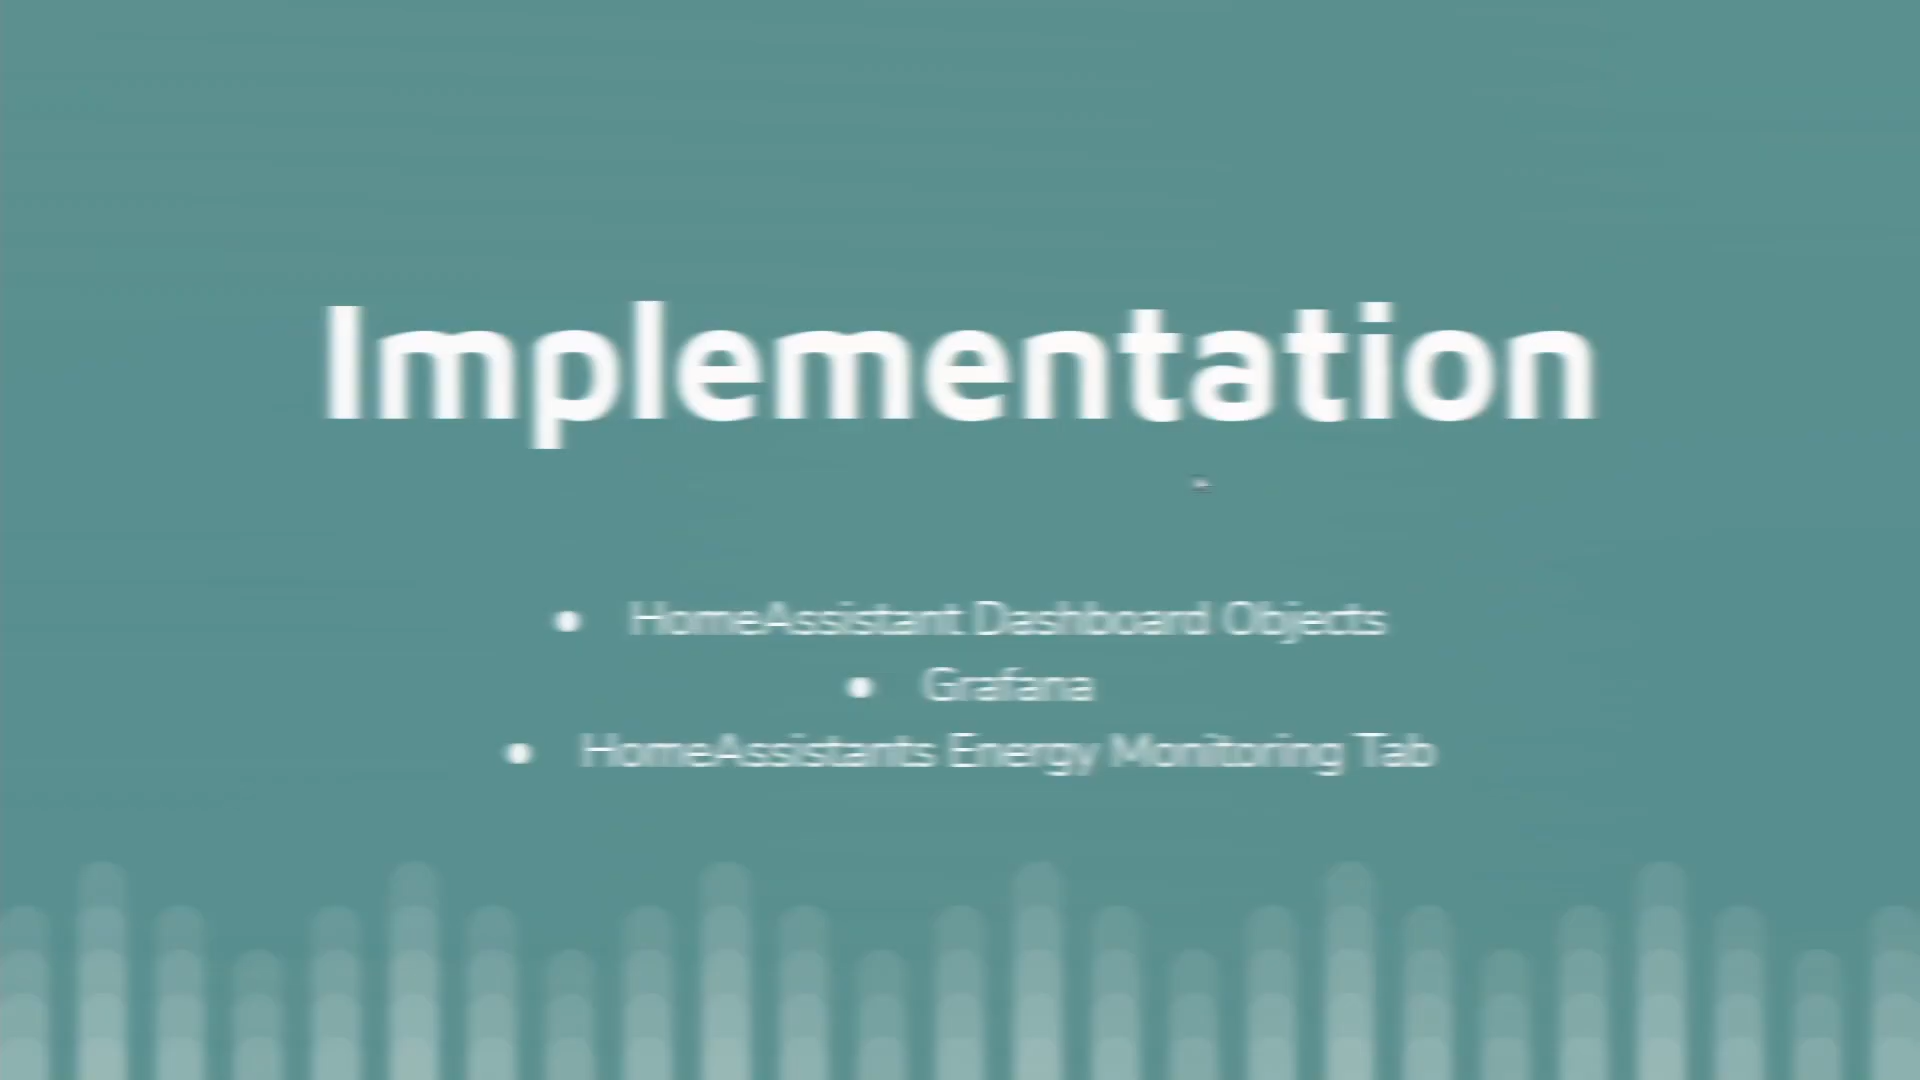 Implementation
• HomeAssistant Dashboard Objects
• Grafana
• HomeAssistants Energy Monitoring Tab